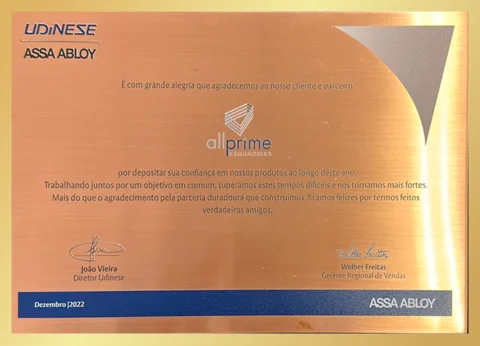 UDINESE
ASSA ABLOY
É com grande alegria que agradecemos ao nosso cliente e parceiro
allprime
ESQUADRIAS
por depositar sua confiança em nossos produtos ao longo deste ano.
Trabalhando juntos por um objetivo em comum, superamos estes tempos difíceis e nos tornamos mais fortes.
Mais do que o agradecimento pela parceria duradoura que construímos, ficamos felizes por termos feitos
verdadeiros amigos.
João Vieira
Diretor Udinese
Welber Freitas
Gerente Regional de Vendas
Dezembro |2022
ASSA ABLOY